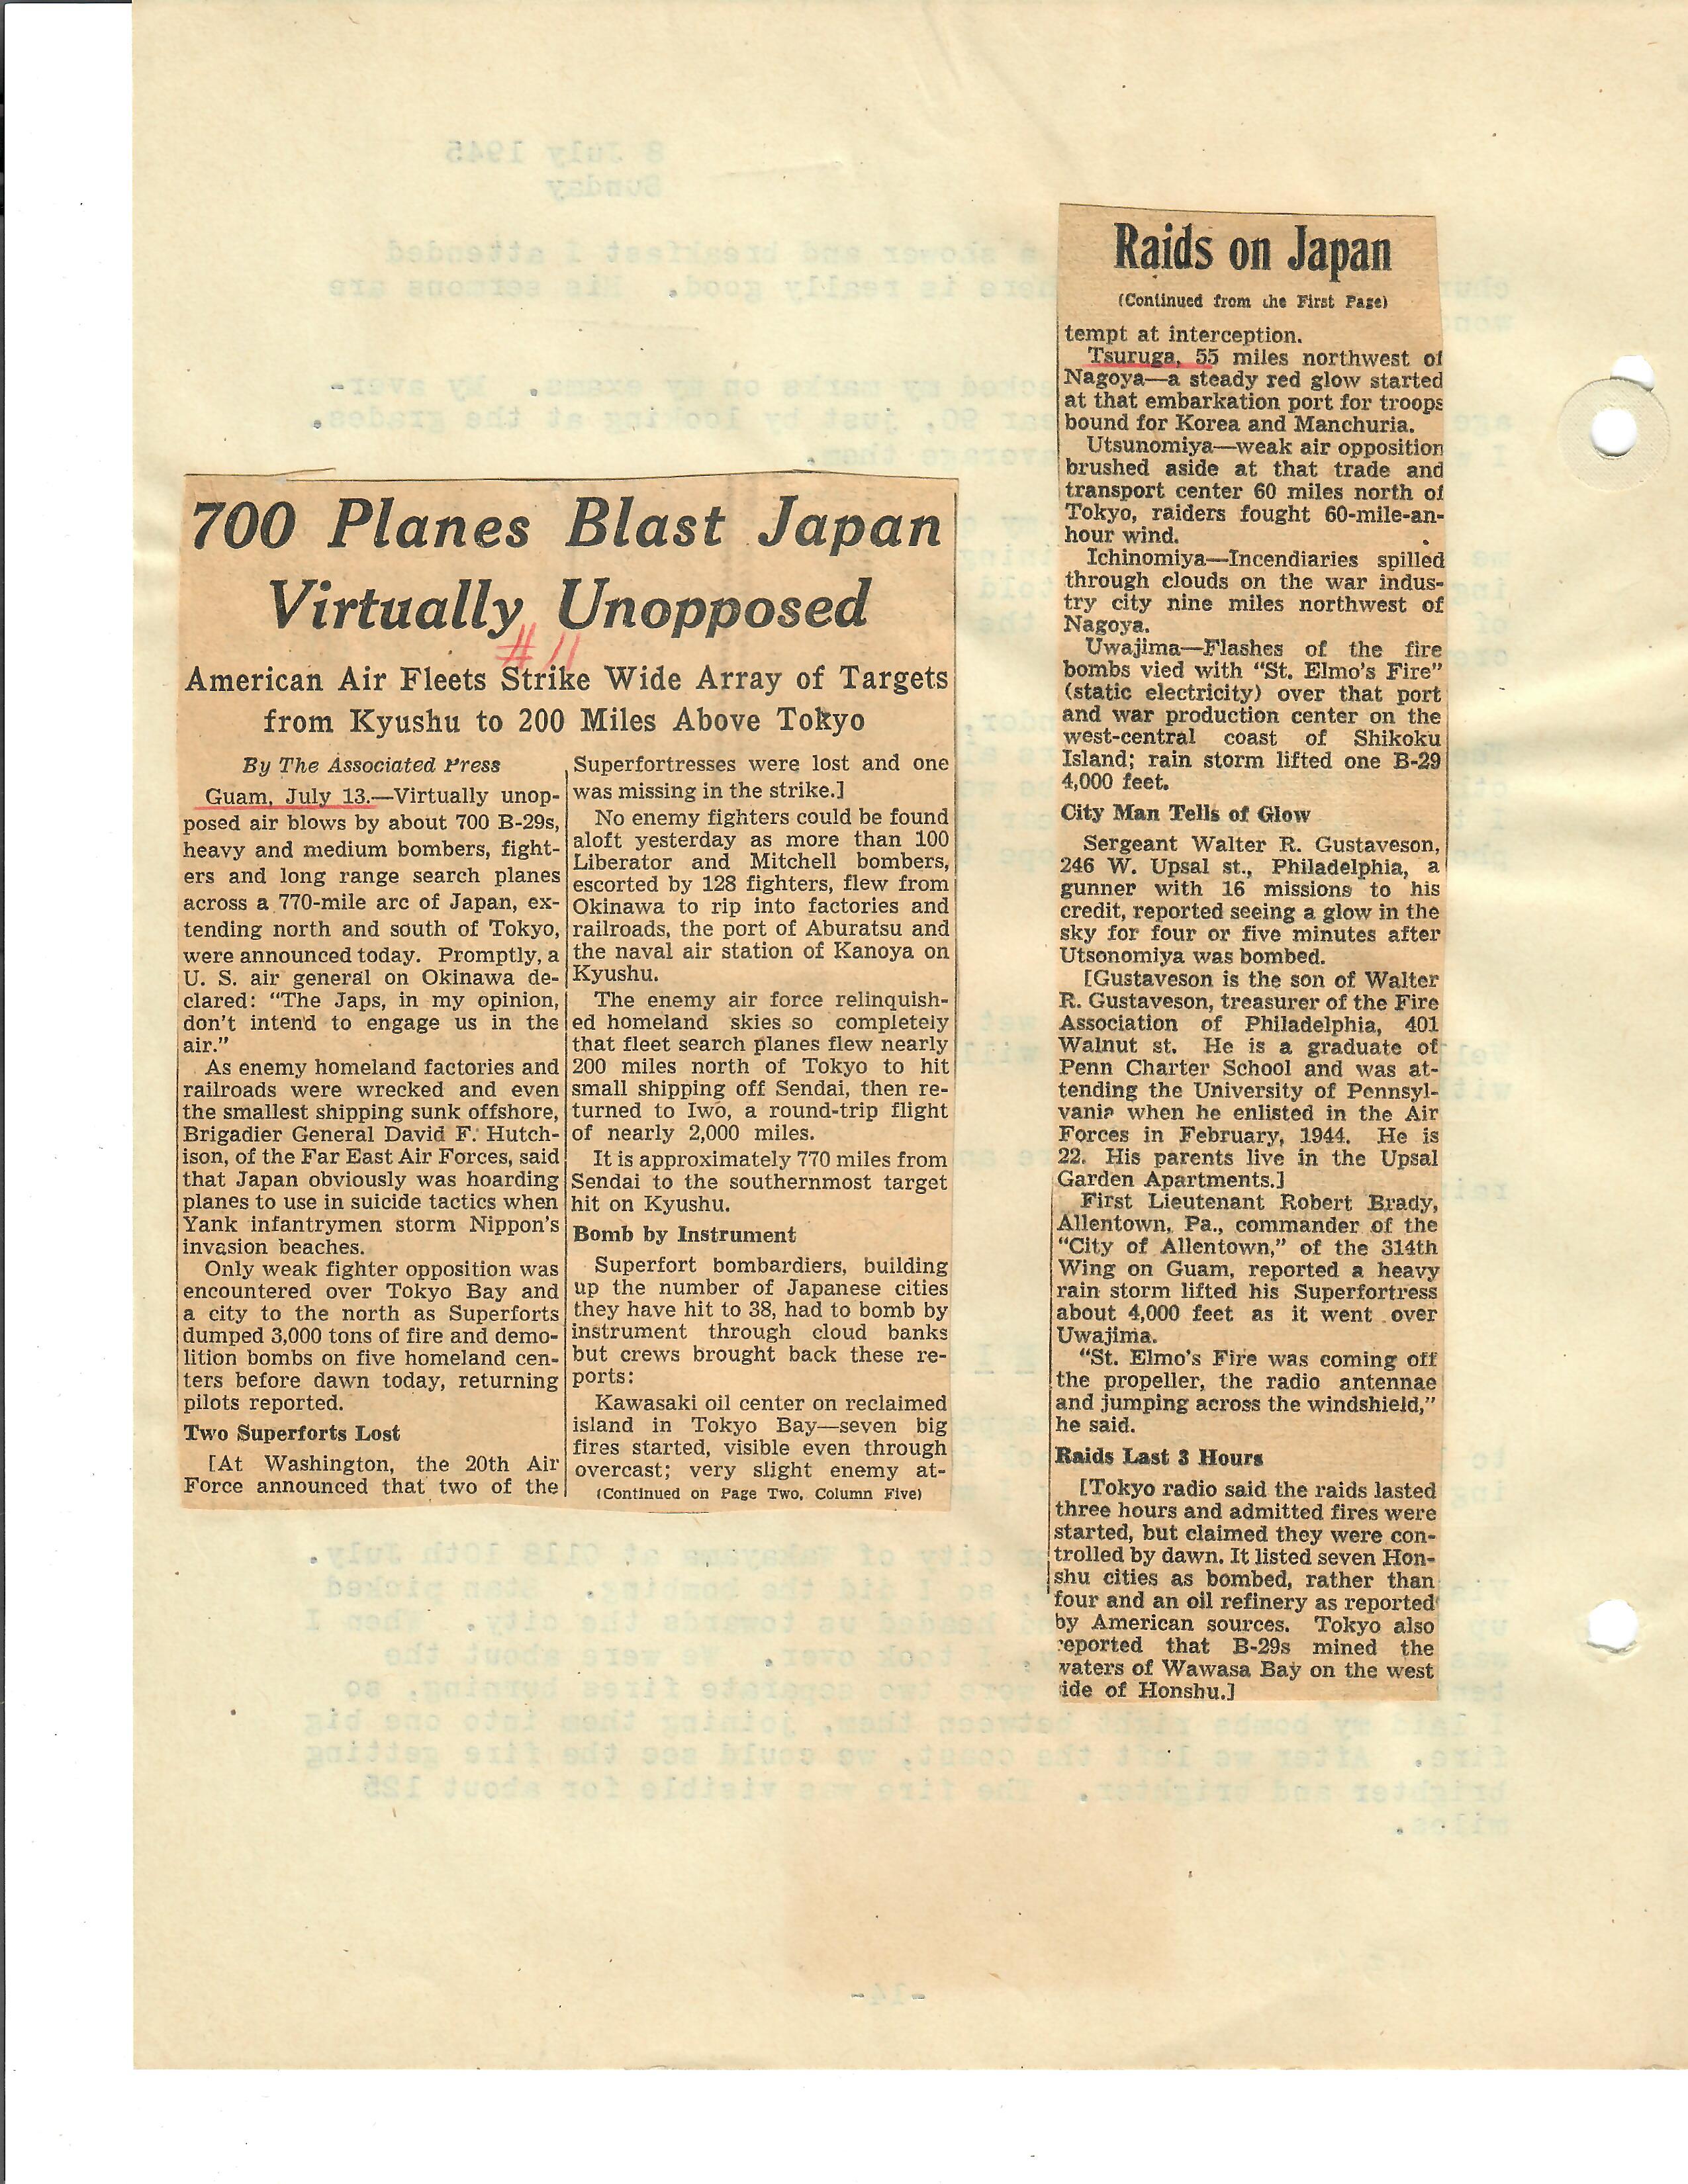 700 Planes Blast Japan
Virtually Unopposed
#11
American Air Fleets Strike Wide Array of Targets
from Kyushu to 200 Miles Above Tokyo
By The Associated Press
Guam, July 13.—Virtually unop-
posed air blows by about 700 B-29s,
heavy and medium bombers, fight-
ers and long range search planes
across a 770-mile arc of Japan, ex-
tending north and south of Tokyo,
were announced today. Promptly, a
U. S. air general on Okinawa de-
clared: "The Japs, in my opinion,
don't intend to engage us in the
air."
As enemy homeland factories and
railroads were wrecked and even
the smallest shipping sunk offshore,
Brigadier General David F. Hutch-
ison, of the Far East Air Forces, said
that Japan obviously was hoarding
planes to use in suicide tactics when
Yank infantrymen storm Nippon's
invasion beaches.
Only weak fighter opposition was
encountered over Tokyo Bay and
a city to the north as Superforts
dumped 3,000 tons of fire and demo-
lition bombs on five homeland cen-
ters before dawn today, returning
pilots reported.
Two Superforts Lost
[At Washington, the 20th Air
Force announced that two of the
Superfortresses were lost and one
was missing in the strike.]
No enemy fighters could be found
aloft yesterday as more than 100
Liberator and Mitchell bombers,
escorted by 128 fighters, flew from
Okinawa to rip into factories and
railroads, the port of Aburatsu and
the naval air station of Kanoya on
Kyushu.
The enemy air force relinquish-
ed homeland skies so completely
that fleet search planes flew nearly
200 miles north of Tokyo to hit
small shipping off Sendai, then re-
turned to Iwo, a round-trip flight
of nearly 2,000 miles.
It is approximately 770 miles from
Sendai to the southernmost target
hit on Kyushu.
Bomb by Instrument
Superfort bombardiers, building
up the number of Japanese cities
they have hit to 38, had to bomb by
instrument through cloud banks
but crews brought back these re-
ports:
Kawasaki oil center on reclaimed
island in Tokyo Bay—seven big
fires started, visible even through
overcast; very slight enemy at-
(Continued on Page Two, Column Five)
Raids on Japan
(Continued from the First Page)
tempt at interception.
Tsuruga, 55 miles northwest of
Nagoya—a steady red glow started
at that embarkation port for troops
bound for Korea and Manchuria.
Utsunomiya—weak air opposition
brushed aside at that trade and
transport center 60 miles north of
Tokyo, raiders fought 60-mile-an-
hour wind.
Ichinomiya—Incendiaries spilled
through clouds on the war indus-
try city nine miles northwest of
Nagoya.
Uwajima—Flashes of the fire
bombs vied with "St. Elmo's Fire"
(static electricity) over that port
and war production center on the
west-central coast of Shikoku
Island; rain storm lifted one B-29
4,000 feet.
City Man Tells of Glow
Sergeant Walter R. Gustaveson,
246 W. Upsal st., Philadelphia, a
gunner with 16 missions to his
credit, reported seeing a glow in the
sky for four or five minutes after
Utsonomiya was bombed.
[Gustaveson is the son of Walter
R. Gustaveson, treasurer of the Fire
Association of Philadelphia, 401
Walnut st. He is a graduate of
Penn Charter School and was at-
tending the University of Pennsyl-
vania when he enlisted in the Air
Forces in February, 1944. He is
22. His parents live in the Upsal
Garden Apartments.]
First Lieutenant Robert Brady,
Allentown, Pa., commander of the
"City of Allentown," of the 314th
Wing on Guam, reported a heavy
rain storm lifted his Superfortress
about 4,000 feet as it went over
Uwajima.
"St. Elmo's Fire was coming off
the propeller, the radio antennae
and jumping across the windshield,"
he said.
Raids Last 3 Hours
[Tokyo radio said the raids lasted
three hours and admitted fires were
started, but claimed they were con-
trolled by dawn. It listed seven Hon-
shu cities as bombed, rather than
four and an oil refinery as reported
by American sources. Tokyo also
reported that B-29s mined the
waters of Wawasa Bay on the west
ide of Honshu.]
8 July 1945
Sunday
-14-